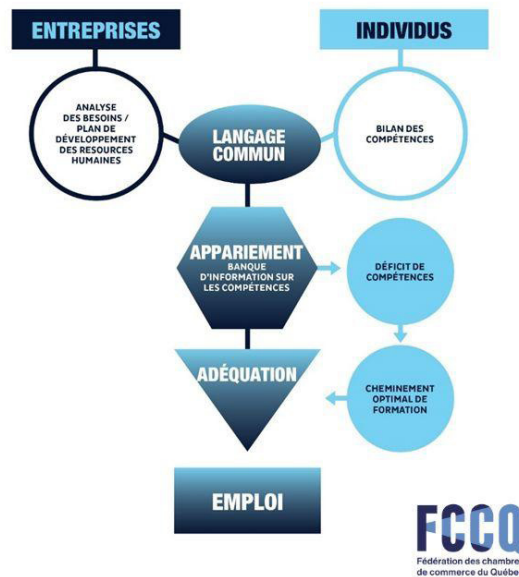 ENTREPRISES
INDIVIDUS
ANALYSE
DES BESOINS /
PLAN DE
DÉVELOPPEMENT
DES RESOURCES
HUMAINES
LANGAGE
COMMUN
BILAN DES
COMPÉTENCES
APPARIEMENT
BANQUE
D'INFORMATION SUR
LES COMPÉTENCES
DÉFICIT DE
COMPÉTENCES
ADÉQUATION
CHEMINEMENT
OPTIMAL DE
FORMATION
EMPLOI
FCCQ
Fédération des chambre
de commerce du Québe